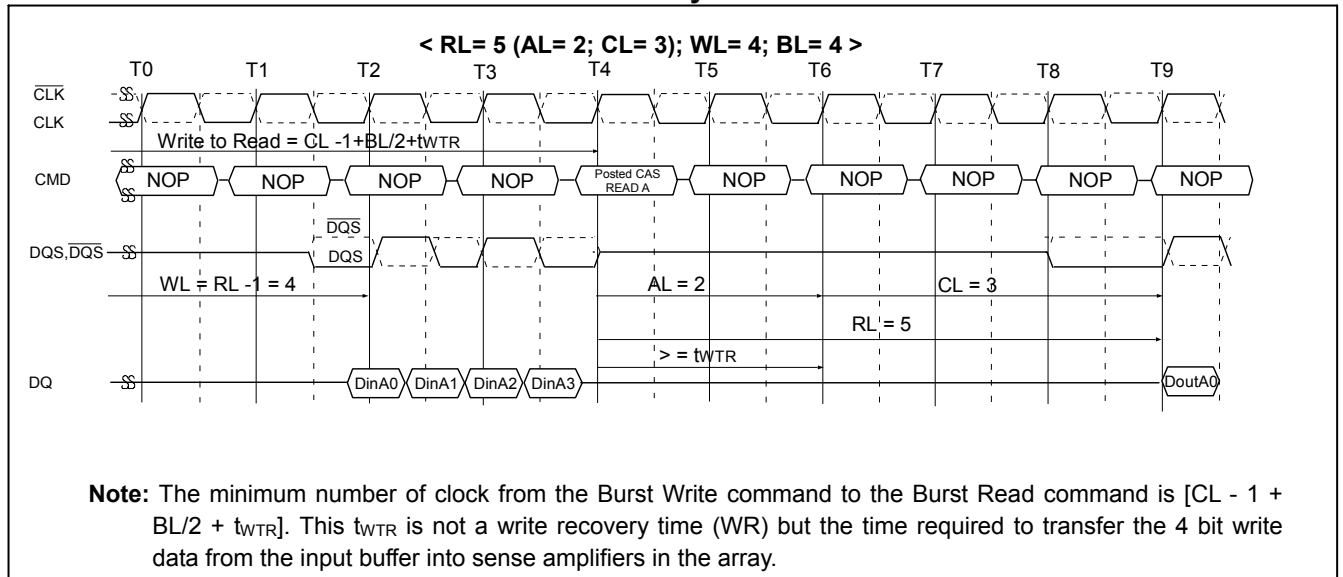 < RL= 5 (AL= 2; CL= 3); WL= 4; BL= 4 >
T0 T1 T2 T3 T4 T5 T6 T7 T8 T9
CLK
CLK
Write to Read = CL -1+BL/2+tWTR
CMD NOP NOP NOP NOP Posted CAS READ A NOP NOP NOP NOP NOP
DQS
DQS,DQS DQS
WL = RL -1 = 4 AL = 2 CL = 3
RL = 5
> = tWTR
DQ DinA0 DinA1 DinA2 DinA3 DoutA0
Note: The minimum number of clock from the Burst Write command to the Burst Read command is [CL - 1 +
BL/2 + tWTR]. This tWTR is not a write recovery time (WR) but the time required to transfer the 4 bit write
data from the input buffer into sense amplifiers in the array.